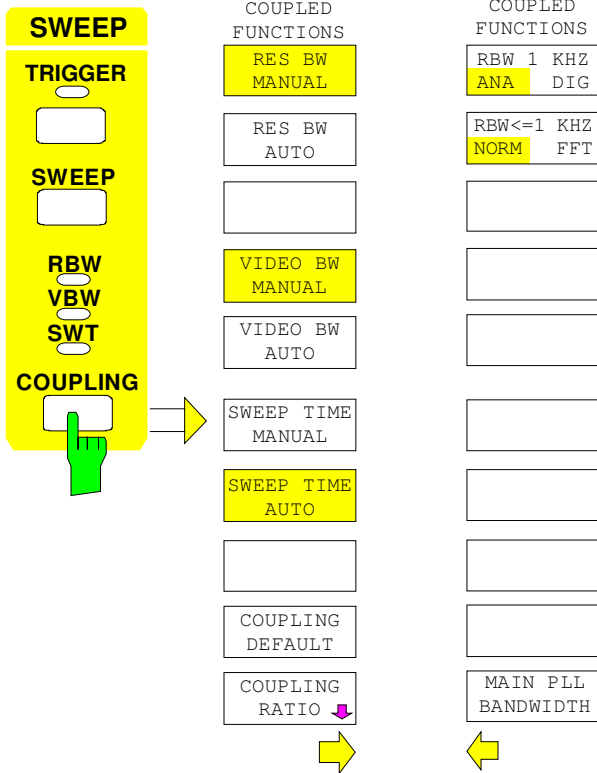 SWEEP
TRIGGER
SWEEP
RBW
VBW
SWT
COUPLING
COUPLED
FUNCTIONS
RES BW
MANUAL
RES BW
AUTO
VIDEO BW
MANUAL
VIDEO BW
AUTO
SWEEP TIME
MANUAL
SWEEP TIME
AUTO
COUPLING
DEFAULT
COUPLING
RATIO
COUPLED
FUNCTIONS
RBW 1 KHZ
ANA DIG
RBW<=1 KHZ
NORM FFT
MAIN PLL
BANDWIDTH